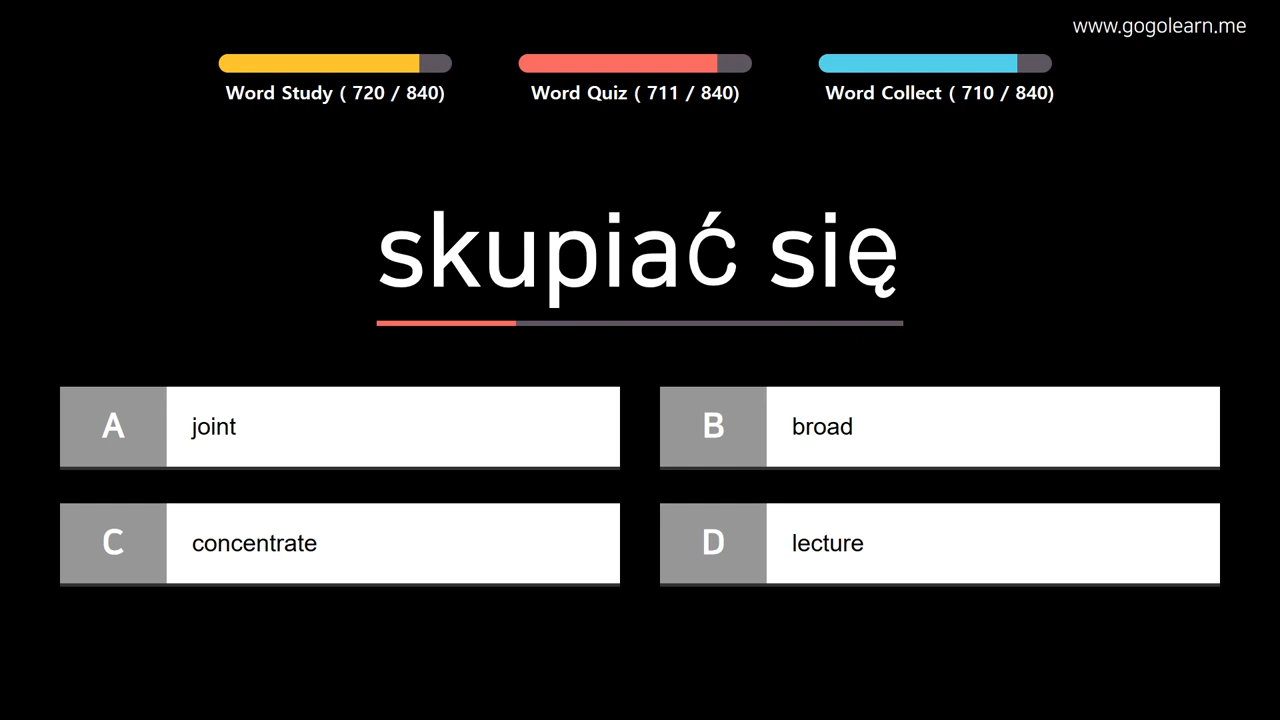 www.gogolearn.me
Word Study ( 720 / 840)
Word Quiz ( 711 / 840)
Word Collect ( 710 / 840)
skupiać się
A joint
B broad
C concentrate
D lecture